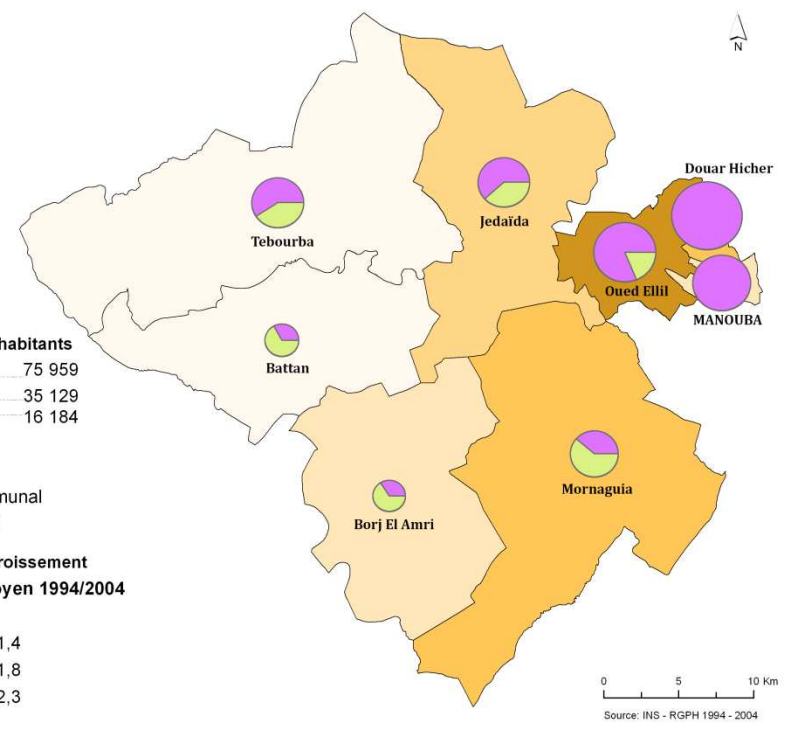 N
Douar Hicher
Jedaïda
Tebourba
Oued Ellil
MANOUBA
habitants
75 959
35 129
16 184
Battan
Mornaguia
munal
Borj El Amri
roissement
yen 1994/2004
1,4
1,8
2,3
0 5 10 Km
Source: INS - RGPH 1994 - 2004